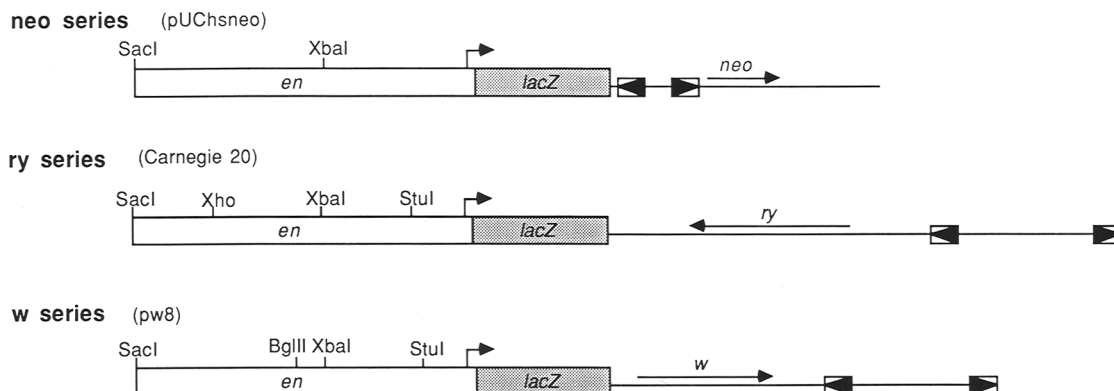 neo series (pUChsneo)
SacI XbaI
en lacZ neo
ry series (Carnegie 20)
SacI Xho XbaI StuI
en lacZ ry
w series (pw8)
SacI BglII XbaI StuI
en lacZ w